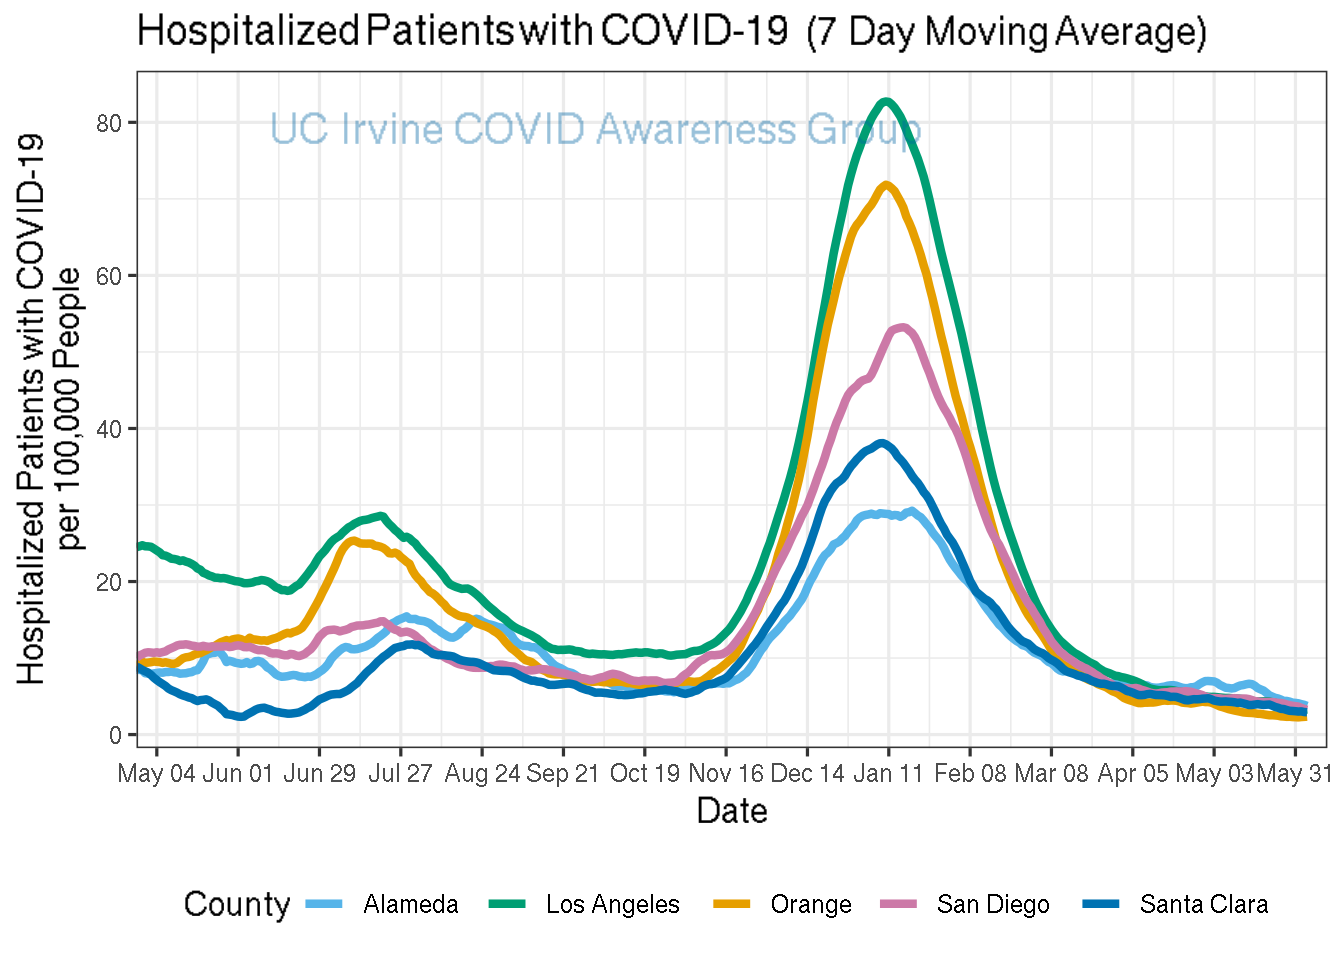 Hospitalized Patients with COVID-19 (7 Day Moving Average)
UC Irvine COVID Awareness Group
Hospitalized Patients with COVID-19
per 100,000 People
80
60
40
20
0
May 04 Jun 01 Jun 29 Jul 27 Aug 24 Sep 21 Oct 19 Nov 16 Dec 14 Jan 11 Feb 08 Mar 08 Apr 05 May 03 May 31
Date
County Alameda Los Angeles Orange San Diego Santa Clara